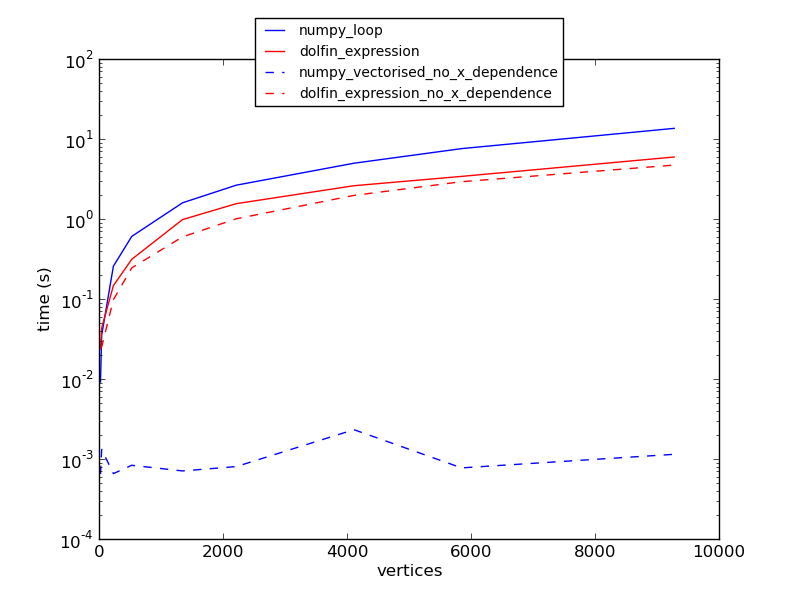 numpy_loop
dolfin_expression
numpy_vectorised_no_x_dependence
dolfin_expression_no_x_dependence
10^2
10^1
10^0
10^-1
10^-2
10^-3
10^-4
time (s)
0 2000 4000 6000 8000 10000
vertices